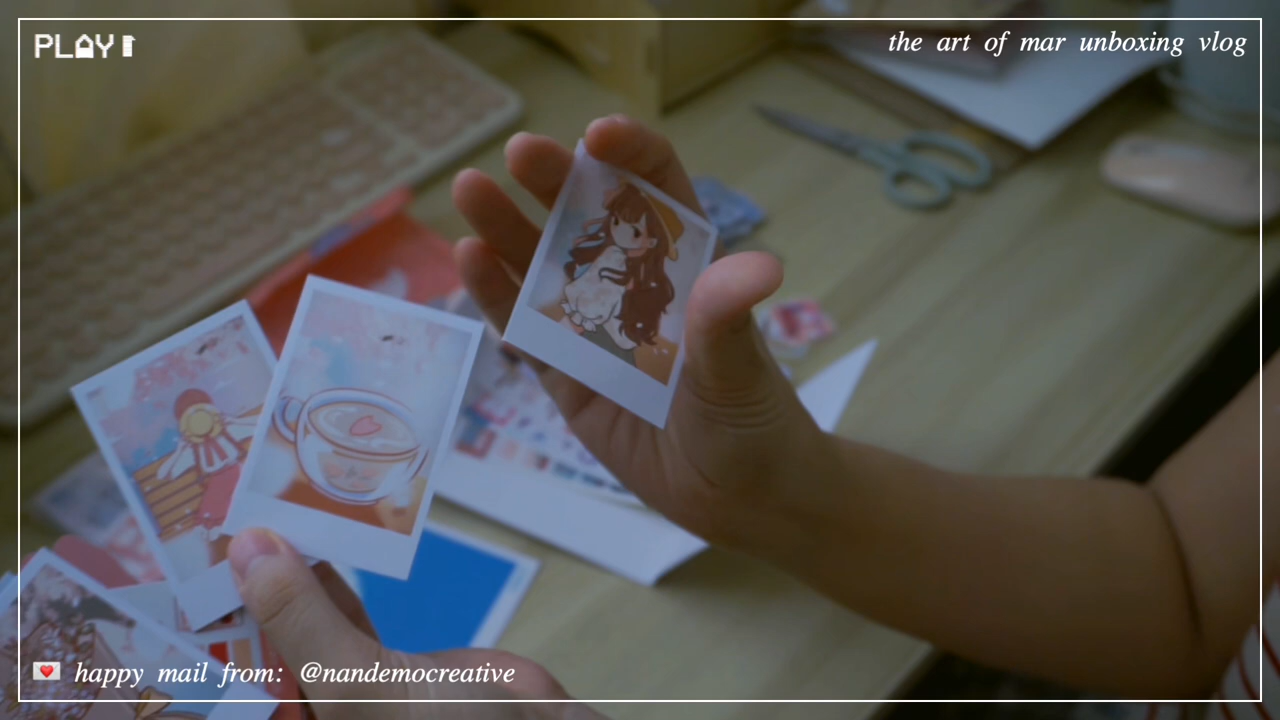 PLAY
the art of mar unboxing vlog
happy mail from: @nandemocreative